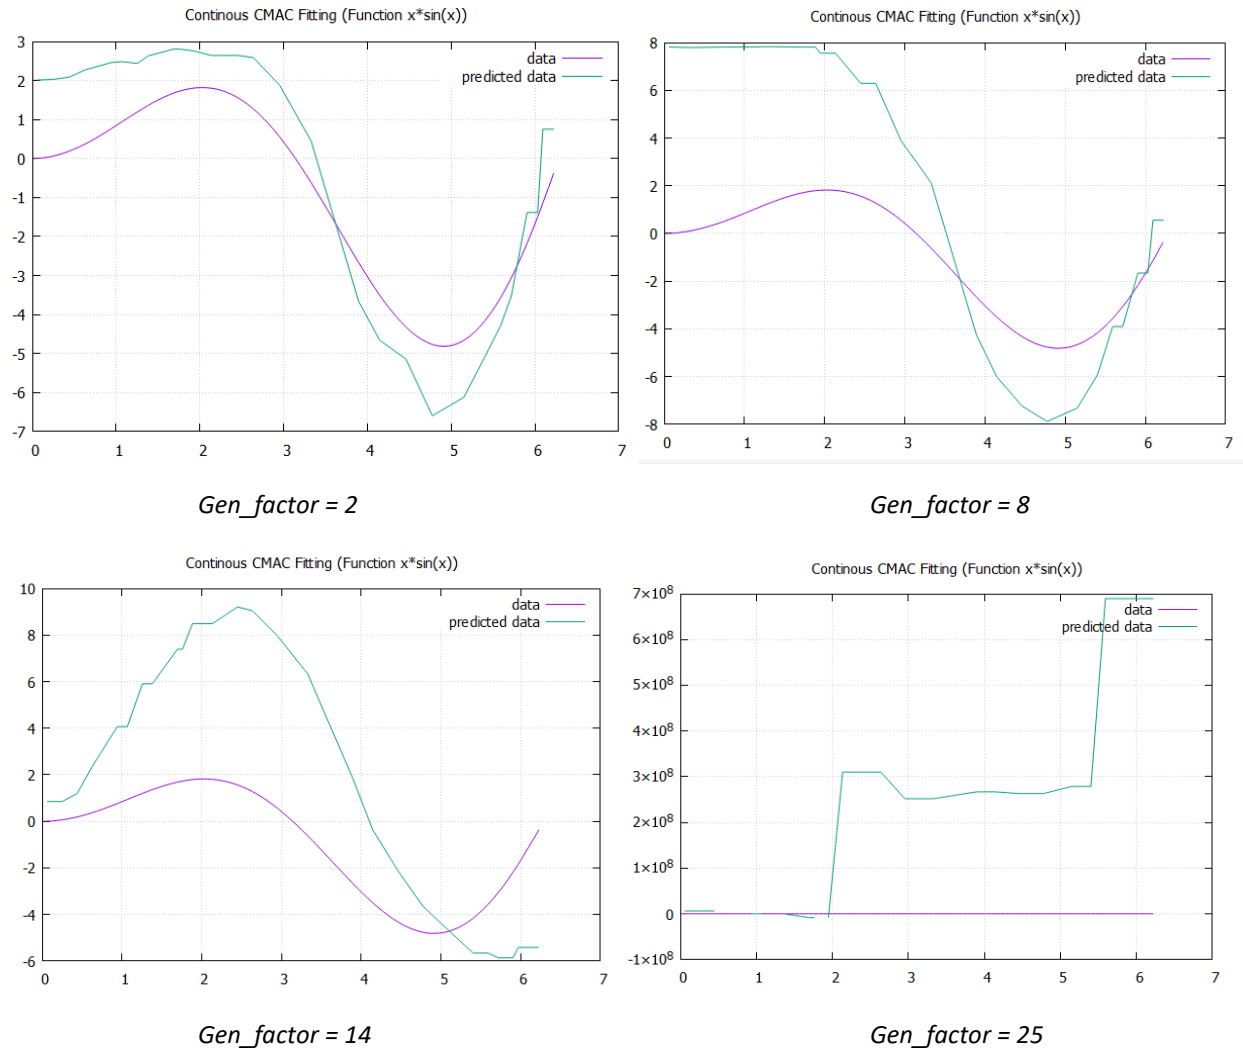 Continous CMAC Fitting (Function x*sin(x))
3
2
1
0
-1
-2
-3
-4
-5
-6
-7
0 1 2 3 4 5 6 7
data
predicted data
Gen_factor = 2
Continous CMAC Fitting (Function x*sin(x))
8
6
4
2
0
-2
-4
-6
-8
0 1 2 3 4 5 6 7
data
predicted data
Gen_factor = 8
Continous CMAC Fitting (Function x*sin(x))
10
8
6
4
2
0
-2
-4
-6
0 1 2 3 4 5 6 7
data
predicted data
Gen_factor = 14
Continous CMAC Fitting (Function x*sin(x))
7×10⁸
6×10⁸
5×10⁸
4×10⁸
3×10⁸
2×10⁸
1×10⁸
0
-1×10⁸
0 1 2 3 4 5 6 7
data
predicted data
Gen_factor = 25